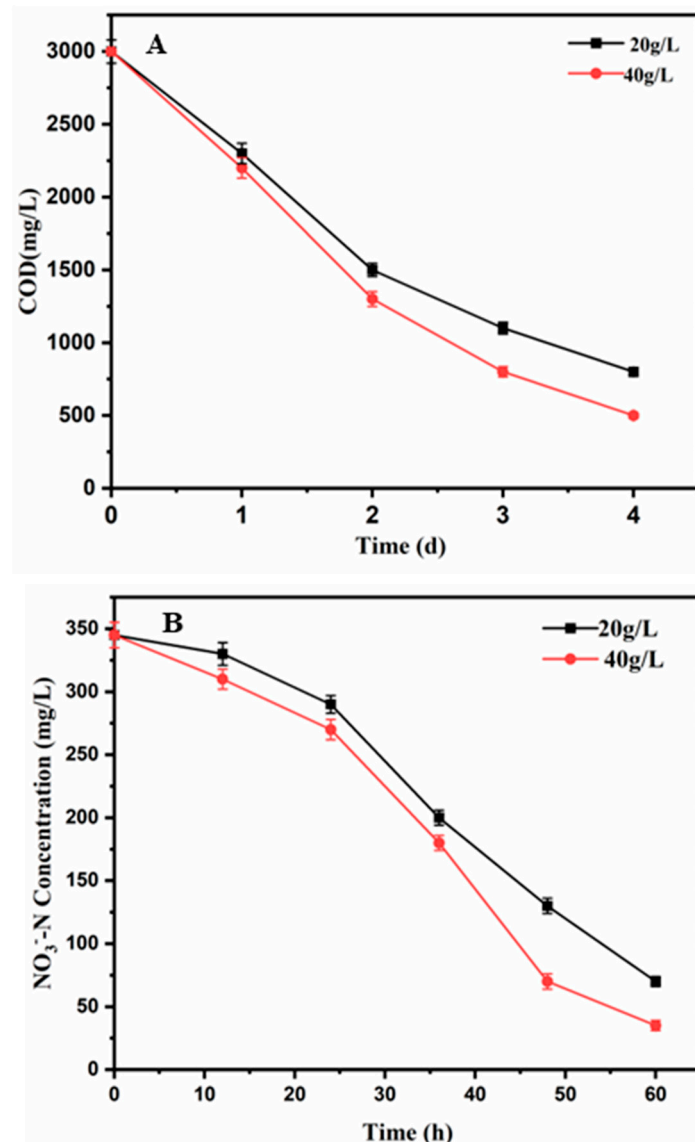 A
20g/L
40g/L
COD(mg/L)
3000
2500
2000
1500
1000
500
0
0 1 2 3 4
Time (d)
B
20g/L
40g/L
NO₃⁻-N Concentration (mg/L)
350
300
250
200
150
100
50
0
0 10 20 30 40 50 60
Time (h)